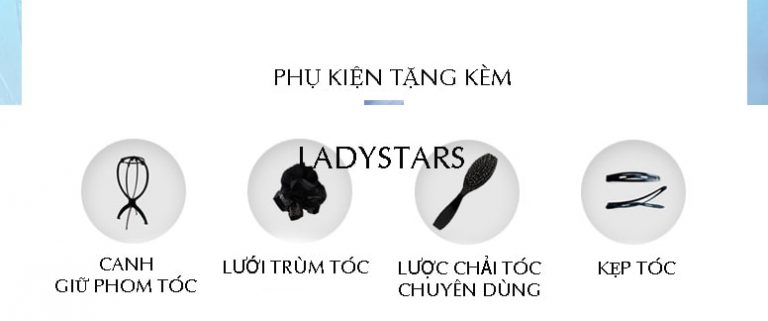 PHỤ KIỆN TẶNG KÈM
LADYSTARS
CANH
GIỮ PHOM TÓC
LƯỚI TRÙM TÓC
LƯỢC CHẢI TÓC
CHUYÊN DÙNG
KẸP TÓC